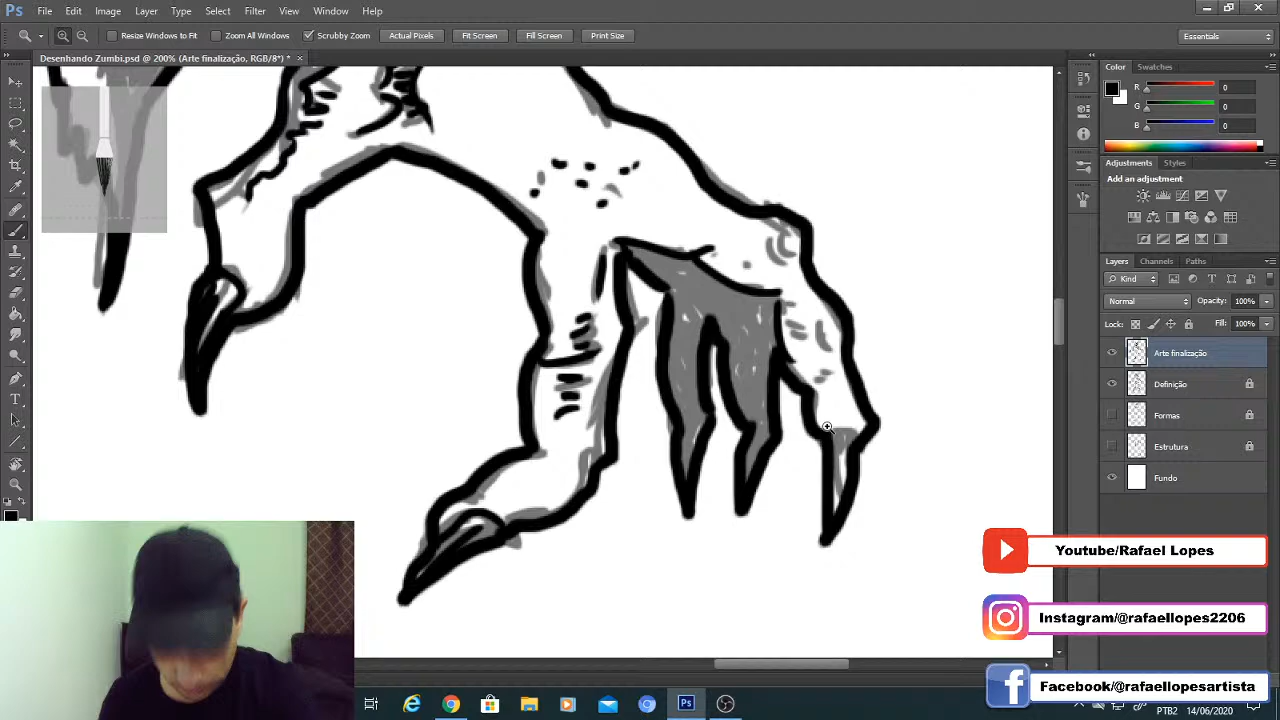 Ps File Edit Image Layer Type Select Filter View Window Help
Resize Windows to Fit Zoom All Windows Scrubby Zoom Actual Pixels Fit Screen Fill Screen Print Size Essentials
Desenhando Zumbi.psd @ 200% (Arte finalização, RGB/8*) *
Color Swatches
R 0
G 0
B 0
Adjustments Styles
Add an adjustment
Layers Channels Paths
Kind
Normal Opacity: 100%
Lock: Fill: 100%
Arte finalização
Definição
Formas
Estrutura
Fundo
Youtube/Rafael Lopes
Instagram/@rafaellopes2206
Facebook/@rafaellopesartista
Ps PTB2 14/06/2020